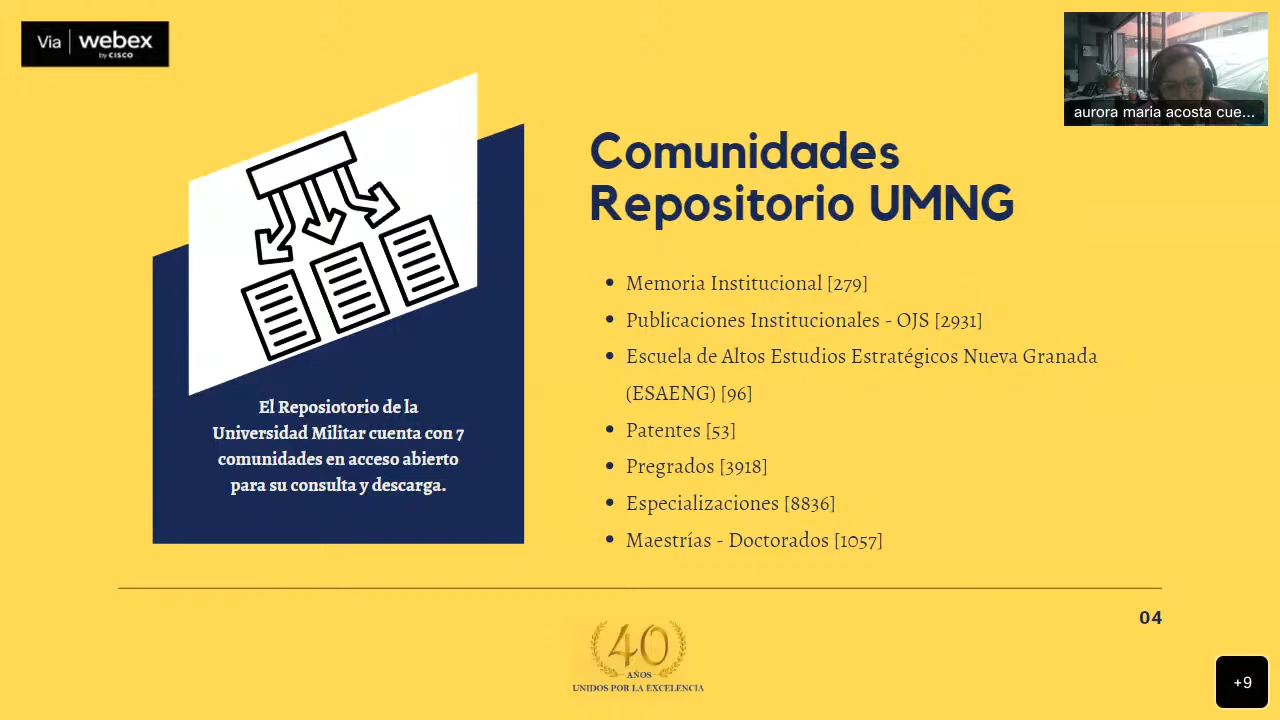 Via | webex
by CISCO
aurora maria acosta cue...
Comunidades
Repositorio UMNG
Memoria Institucional [279]
Publicaciones Institucionales - OJS [2931]
Escuela de Altos Estudios Estratégicos Nueva Granada
(ESAENG) [96]
Patentes [53]
Pregrados [3918]
Especializaciones [8836]
Maestrías - Doctorados [1057]
El Reposiotorio de la
Universidad Militar cuenta con 7
comunidades en acceso abierto
para su consulta y descarga.
04
40
AÑOS
UNIDOS POR LA EXCELENCIA
+9